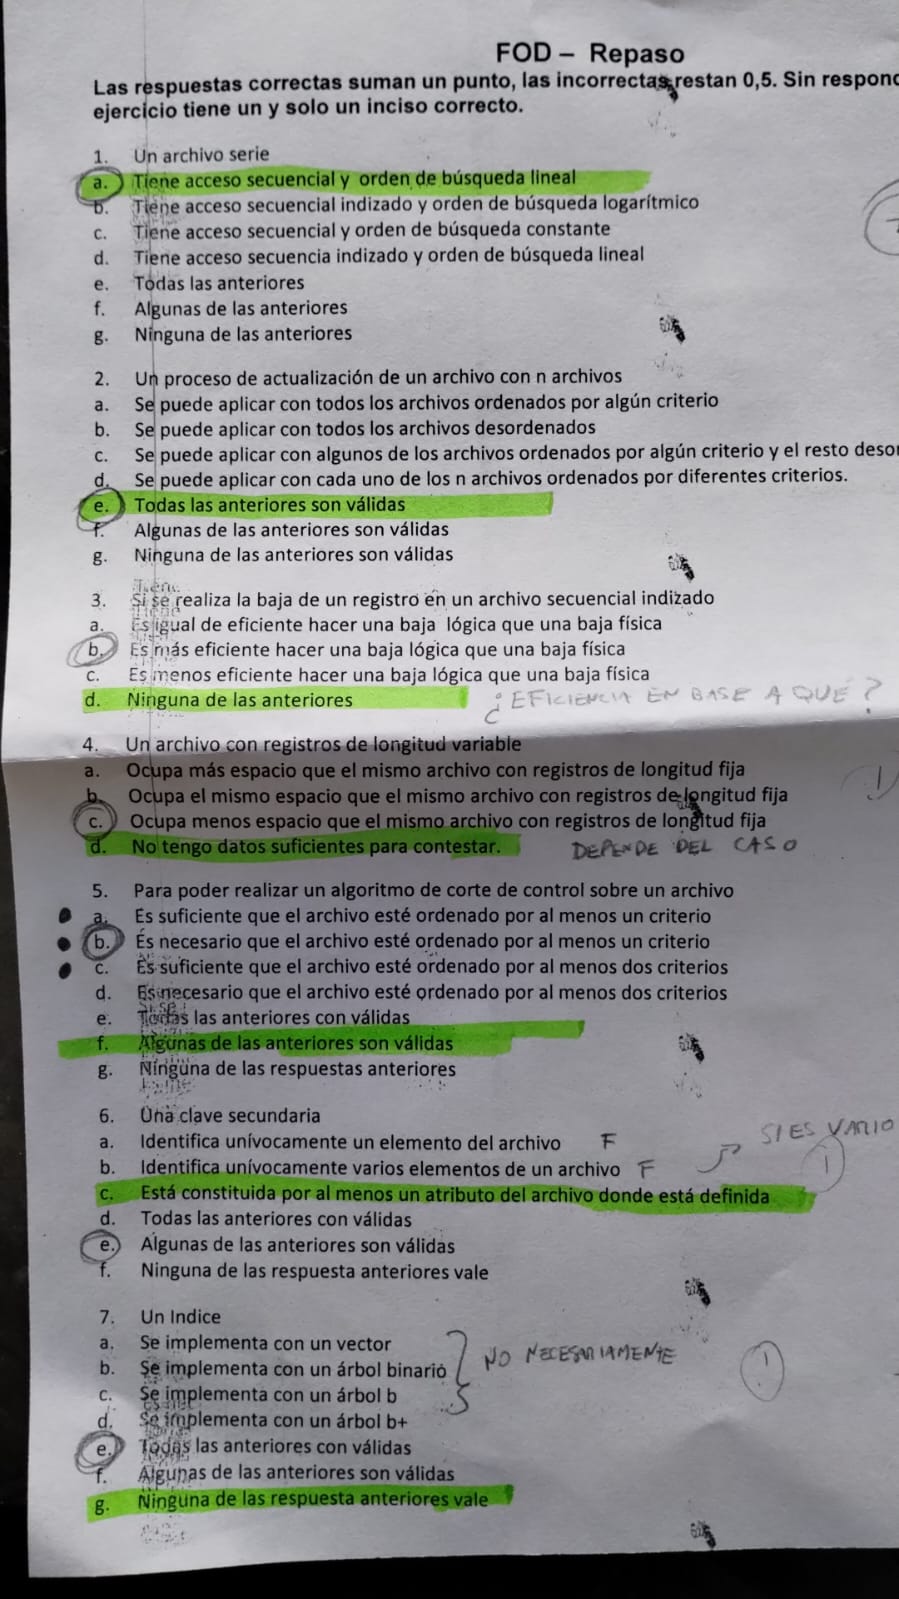 FOD – Repaso
Las respuestas correctas suman un punto, las incorrectas restan 0,5. Sin respond
ejercicio tiene un y solo un inciso correcto.
1. Un archivo serie
a. Tiene acceso secuencial y orden de búsqueda lineal
b. Tiene acceso secuencial indizado y orden de búsqueda logarítmico
c. Tiene acceso secuencial y orden de búsqueda constante
d. Tiene acceso secuencia indizado y orden de búsqueda lineal
e. Todas las anteriores
f. Algunas de las anteriores
g. Ninguna de las anteriores
2. Un proceso de actualización de un archivo con n archivos
a. Se puede aplicar con todos los archivos ordenados por algún criterio
b. Se puede aplicar con todos los archivos desordenados
c. Se puede aplicar con algunos de los archivos ordenados por algún criterio y el resto desor
d. Se puede aplicar con cada uno de los n archivos ordenados por diferentes criterios.
e. Todas las anteriores son válidas
f. Algunas de las anteriores son válidas
g. Ninguna de las anteriores son válidas
3. Si se realiza la baja de un registro en un archivo secuencial indizado
a. Es igual de eficiente hacer una baja lógica que una baja física
b. Es más eficiente hacer una baja lógica que una baja física
c. Es menos eficiente hacer una baja lógica que una baja física
d. Ninguna de las anteriores ¿EFICIENCIA EN BASE A QUE?
4. Un archivo con registros de longitud variable
a. Ocupa más espacio que el mismo archivo con registros de longitud fija
b. Ocupa el mismo espacio que el mismo archivo con registros de longitud fija
c. Ocupa menos espacio que el mismo archivo con registros de longitud fija
d. No tengo datos suficientes para contestar. DEPENDE DEL CASO
5. Para poder realizar un algoritmo de corte de control sobre un archivo
a. Es suficiente que el archivo esté ordenado por al menos un criterio
b. Es necesario que el archivo esté ordenado por al menos un criterio
c. Es suficiente que el archivo esté ordenado por al menos dos criterios
d. Es necesario que el archivo esté ordenado por al menos dos criterios
e. Todas las anteriores con válidas
f. Algunas de las anteriores son válidas
g. Ninguna de las respuestas anteriores
6. Una clave secundaria
a. Identifica unívocamente un elemento del archivo F
SI ES VARIO
b. Identifica unívocamente varios elementos de un archivo F
1
c. Está constituida por al menos un atributo del archivo donde está definida
d. Todas las anteriores con válidas
e. Algunas de las anteriores son válidas
f. Ninguna de las respuesta anteriores vale
7. Un Indice
a. Se implementa con un vector
b. Se implementa con un árbol binario NO NECESARIAMENTE
1
c. Se implementa con un árbol b
d. Se implementa con un árbol b+
e. Todas las anteriores con válidas
f. Algunas de las anteriores son válidas
g. Ninguna de las respuesta anteriores vale